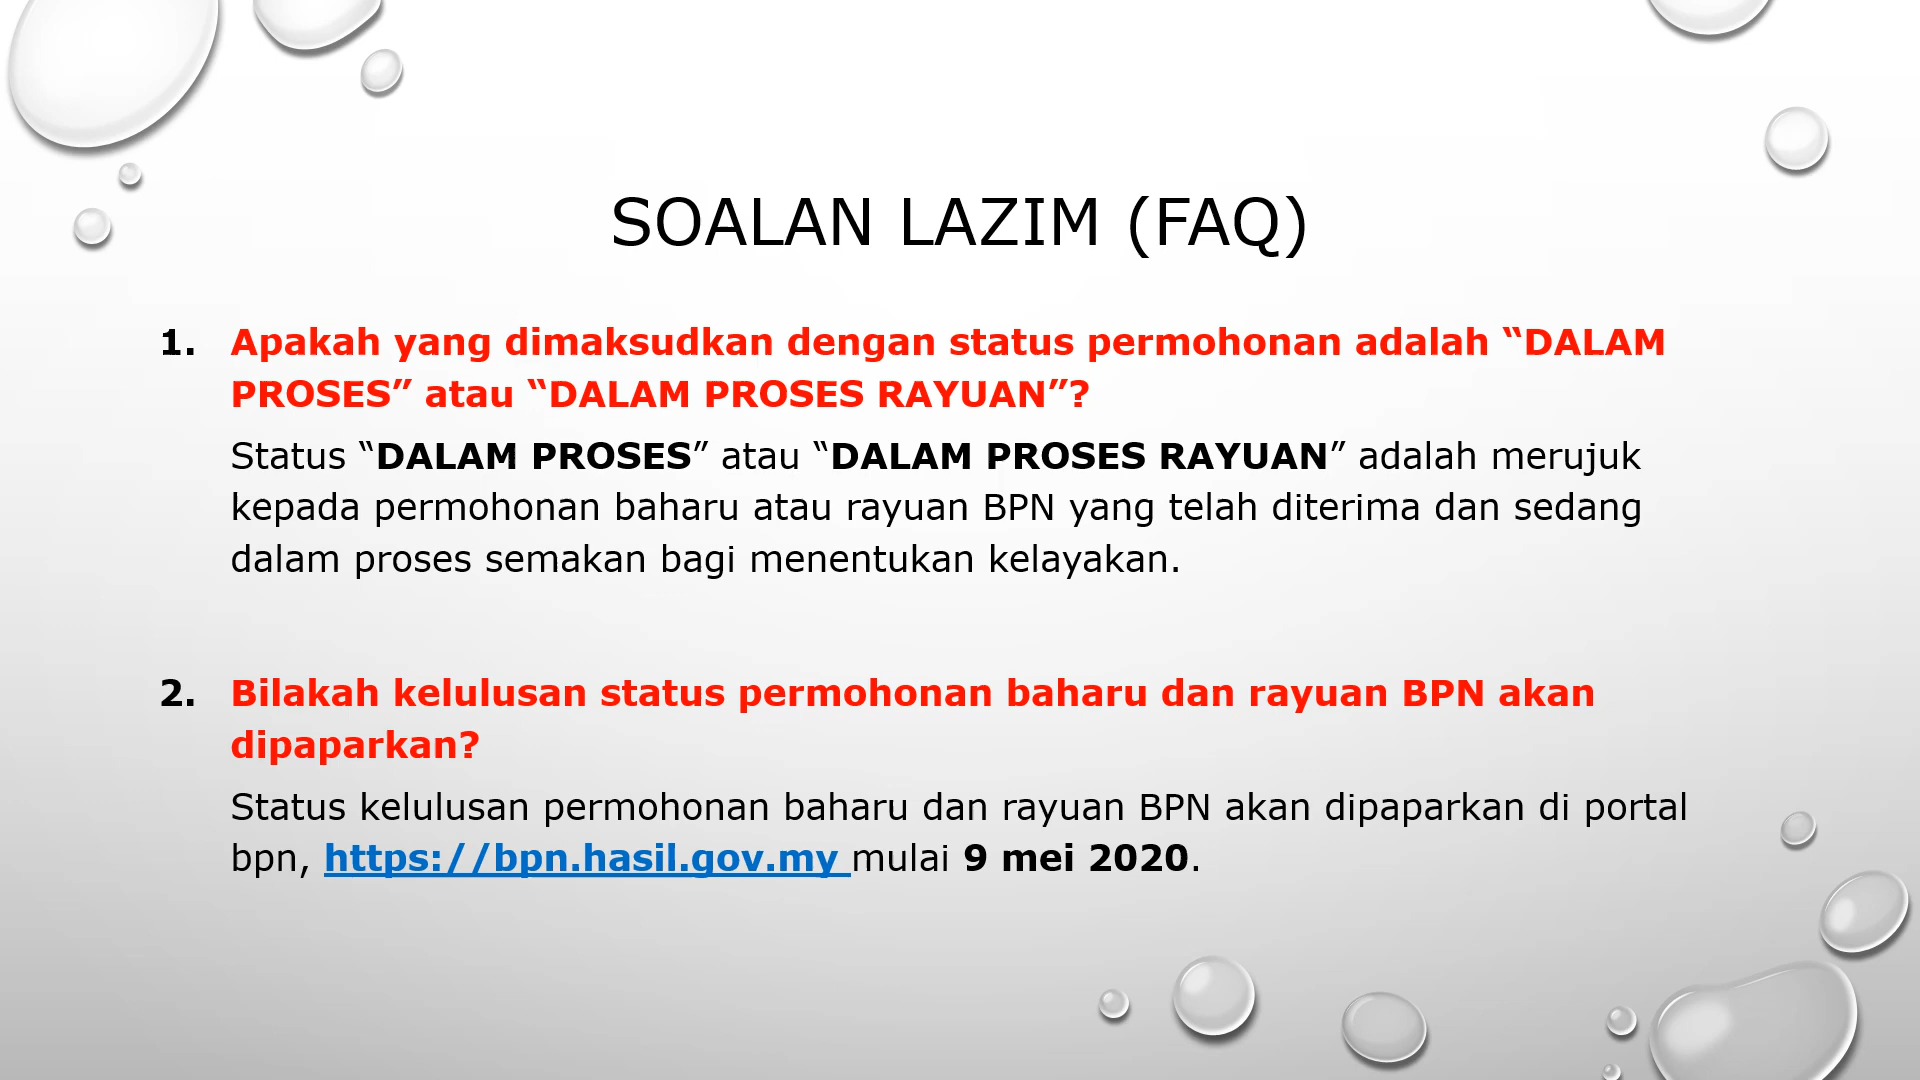 SOALAN LAZIM (FAQ)
1. Apakah yang dimaksudkan dengan status permohonan adalah “DALAM
PROSES” atau “DALAM PROSES RAYUAN”?
Status “DALAM PROSES” atau “DALAM PROSES RAYUAN” adalah merujuk
kepada permohonan baharu atau rayuan BPN yang telah diterima dan sedang
dalam proses semakan bagi menentukan kelayakan.
2. Bilakah kelulusan status permohonan baharu dan rayuan BPN akan
dipaparkan?
Status kelulusan permohonan baharu dan rayuan BPN akan dipaparkan di portal
bpn, https://bpn.hasil.gov.my mulai 9 mei 2020.